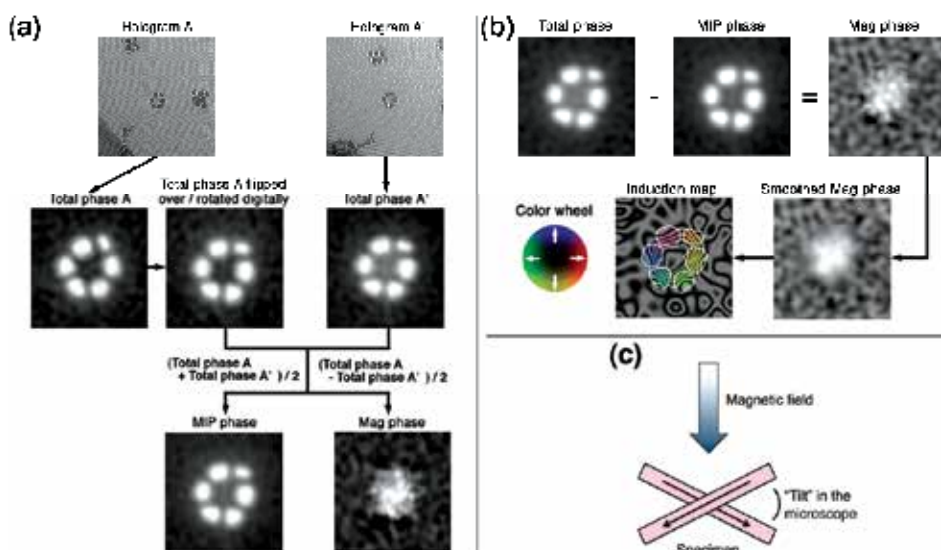 (a)
Hologram A
Hologram A'
Total phase A
Total phase A flipped
over / rotated digitally
Total phase A'
(Total phase A
+ Total phase A' ) / 2
(Total phase A
- Total phase A' ) / 2
MIP phase
Mag phase
(b)
Total phase
MIP phase
Mag phase
-
=
Color wheel
Induction map
Smoothed Mag phase
(c)
Magnetic field
"Tilt" in the
microscope
Specimen